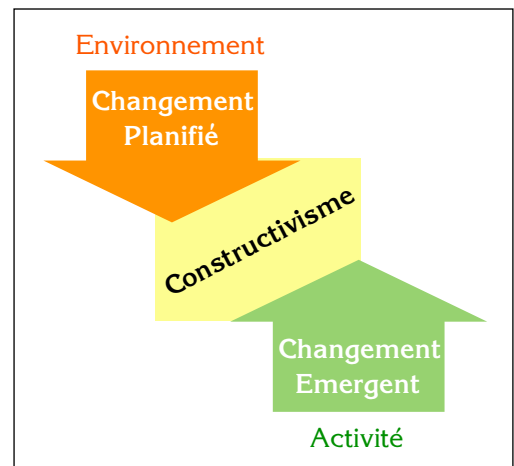 Environnement
Changement
Planifié
Constructivisme
Changement
Emergent
Activité